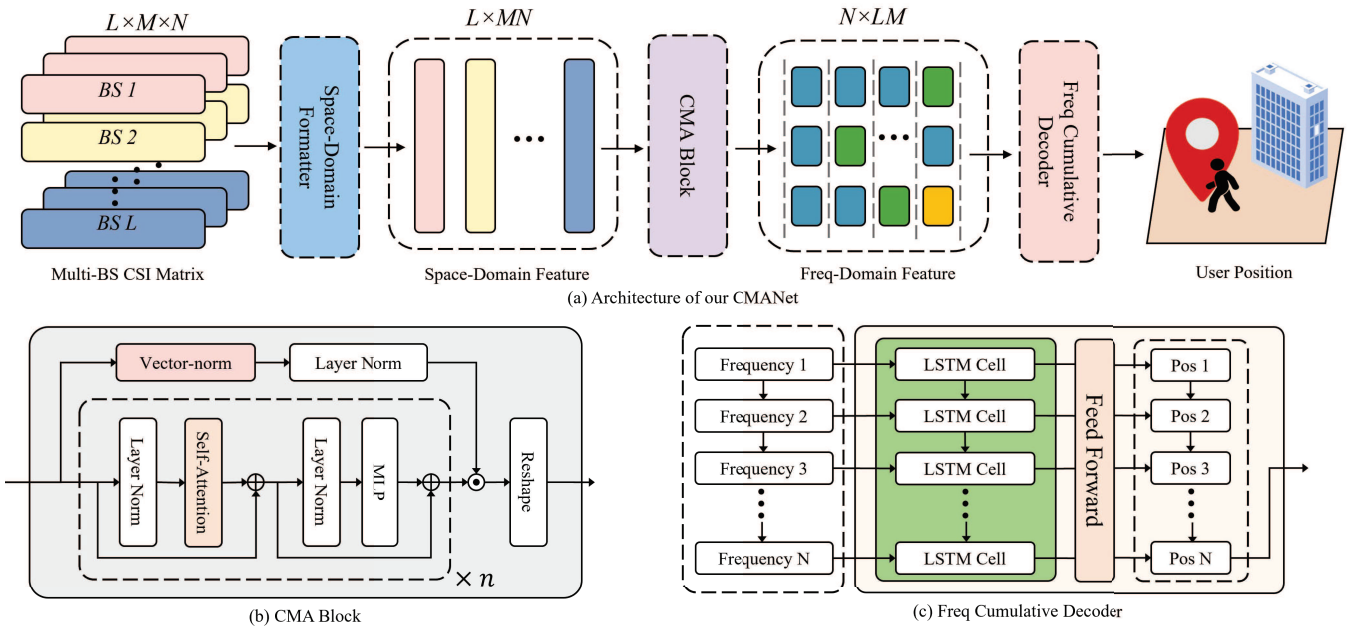 L×M×N
L×MN
N×LM
BS 1
BS 2
BS L
Space-Domain
Formatter
CMA Block
Freq Cumulative
Decoder
Multi-BS CSI Matrix
Space-Domain Feature
Freq-Domain Feature
User Position
(a) Architecture of our CMANet
Vector-norm
Layer Norm
Layer Norm
Self-Attention
Layer Norm
MLP
Reshape
× n
(b) CMA Block
Frequency 1
LSTM Cell
Pos 1
Frequency 2
LSTM Cell
Pos 2
Frequency 3
LSTM Cell
Pos 3
Frequency N
LSTM Cell
Pos N
Feed Forward
(c) Freq Cumulative Decoder